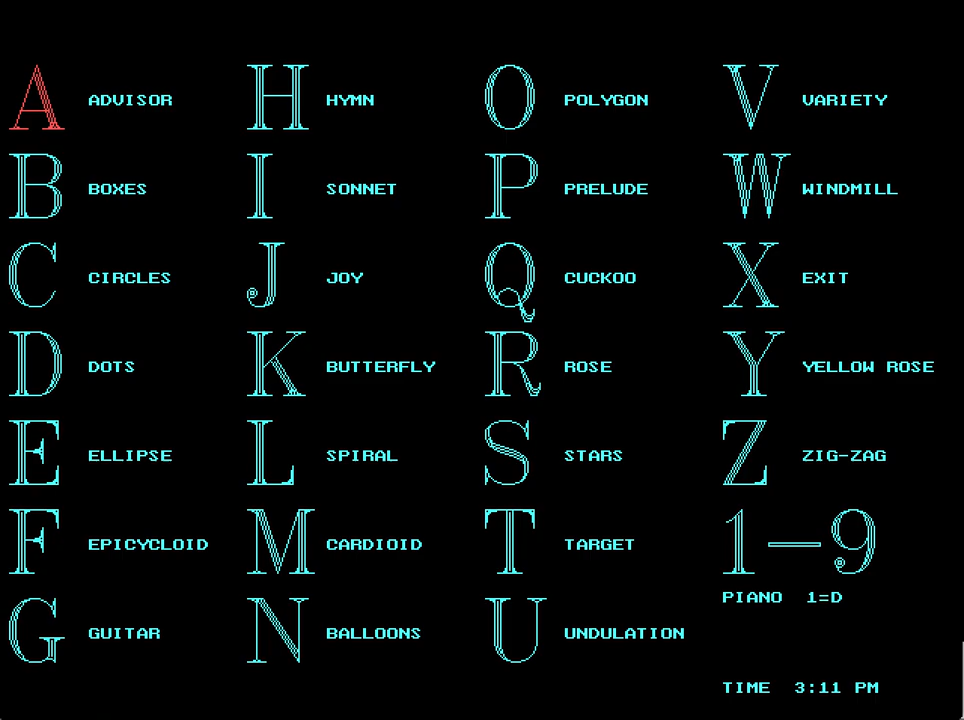 A ADVISOR H HYMN O POLYGON V VARIETY
B BOXES I SONNET P PRELUDE W WINDMILL
C CIRCLES J JOY Q CUCKOO X EXIT
D DOTS K BUTTERFLY R ROSE Y YELLOW ROSE
E ELLIPSE L SPIRAL S STARS Z ZIG-ZAG
F EPICYCLOID M CARDIOID T TARGET 1—9
PIANO 1=D
G GUITAR N BALLOONS U UNDULATION
TIME 3:11 PM